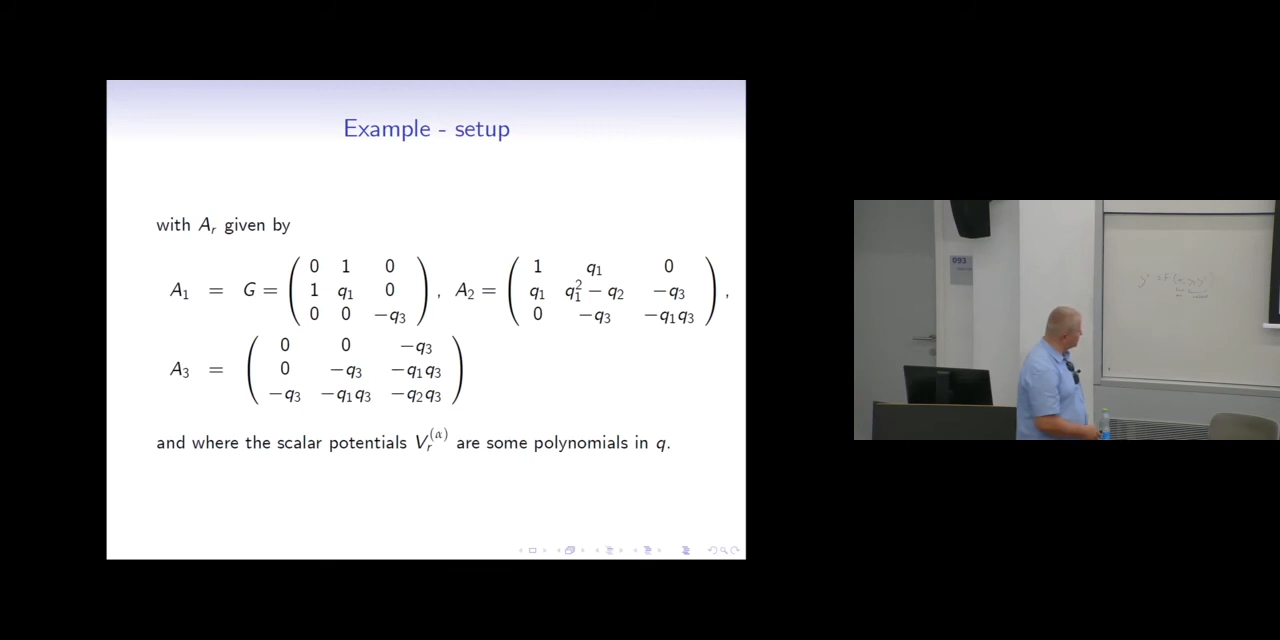 Example - setup
with A_r given by
A_1 = G = ( 0 1 0 ; 1 q_1 0 ; 0 0 -q_3 ), A_2 = ( 1 q_1 0 ; q_1 q_1^2 - q_2 -q_3 ; 0 -q_3 -q_1 q_3 ),
A_3 = ( 0 0 -q_3 ; 0 -q_3 -q_1 q_3 ; -q_3 -q_1 q_3 -q_2 q_3 )
and where the scalar potentials V_r^{(α)} are some polynomials in q.
093